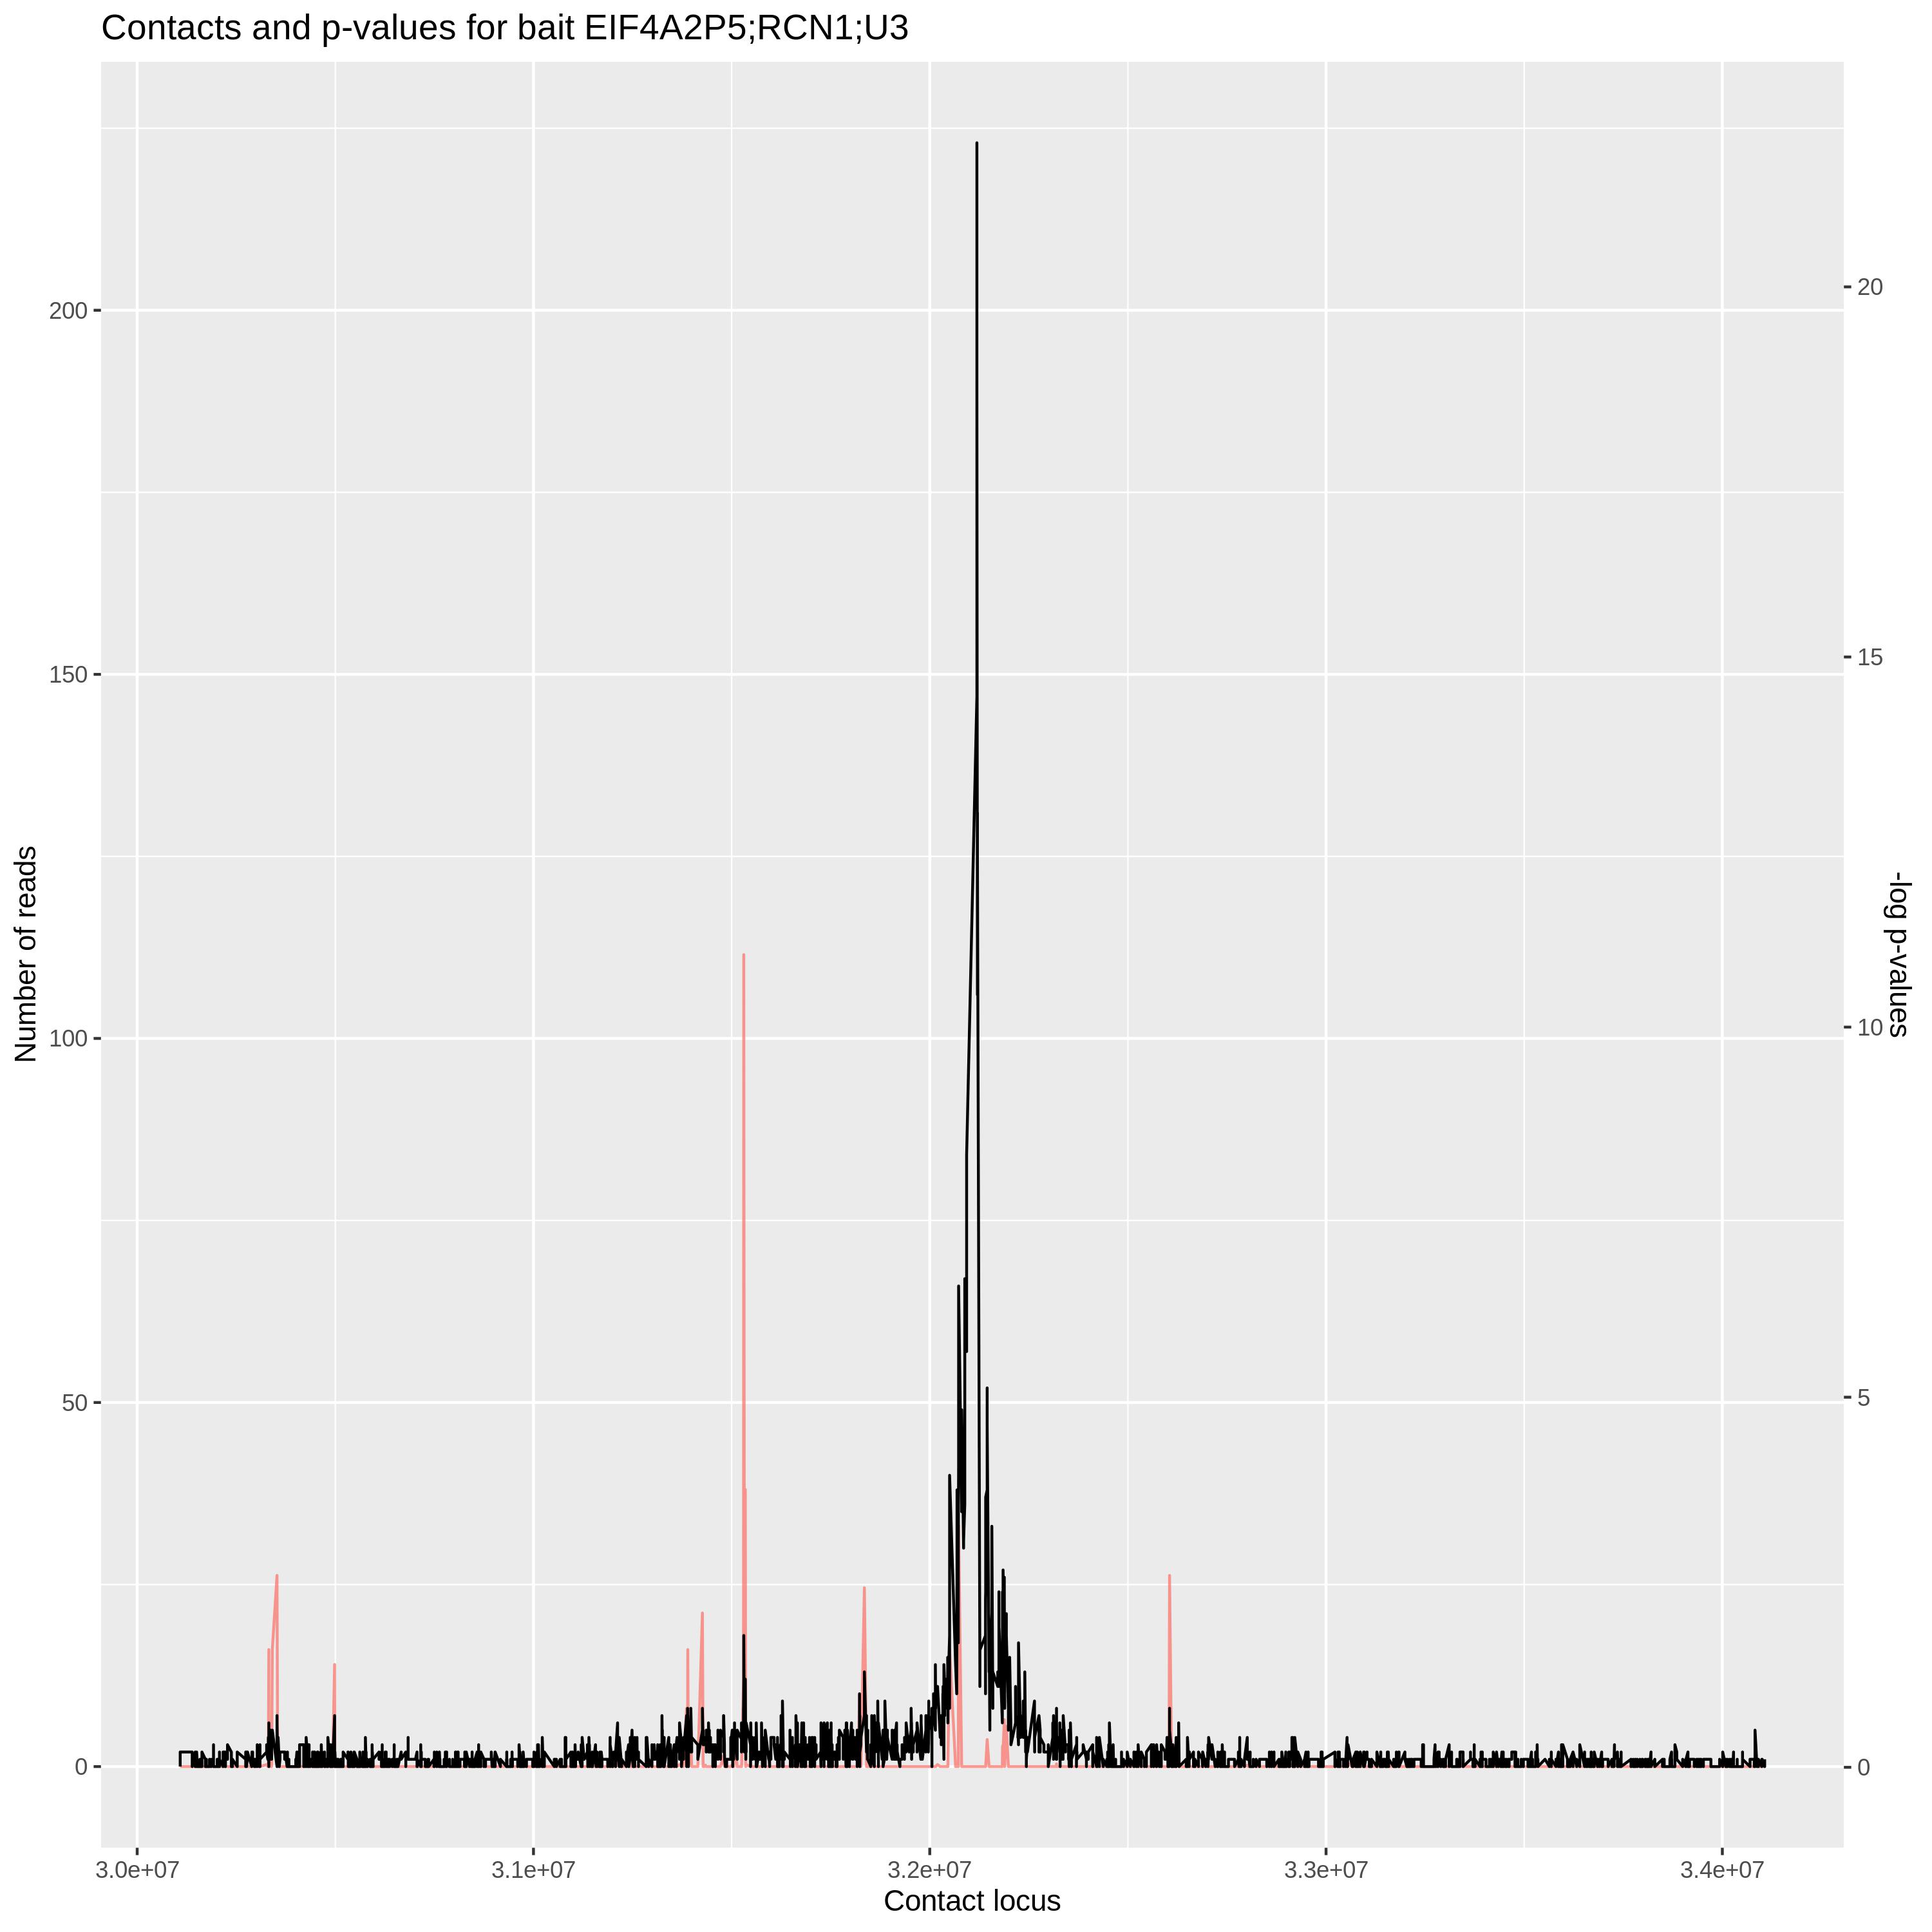 Contacts and p-values for bait EIF4A2P5;RCN1;U3
Number of reads
200
150
100
50
0
20
15
10
5
0
-log p-values
3.0e+07
3.1e+07
3.2e+07
3.3e+07
3.4e+07
Contact locus